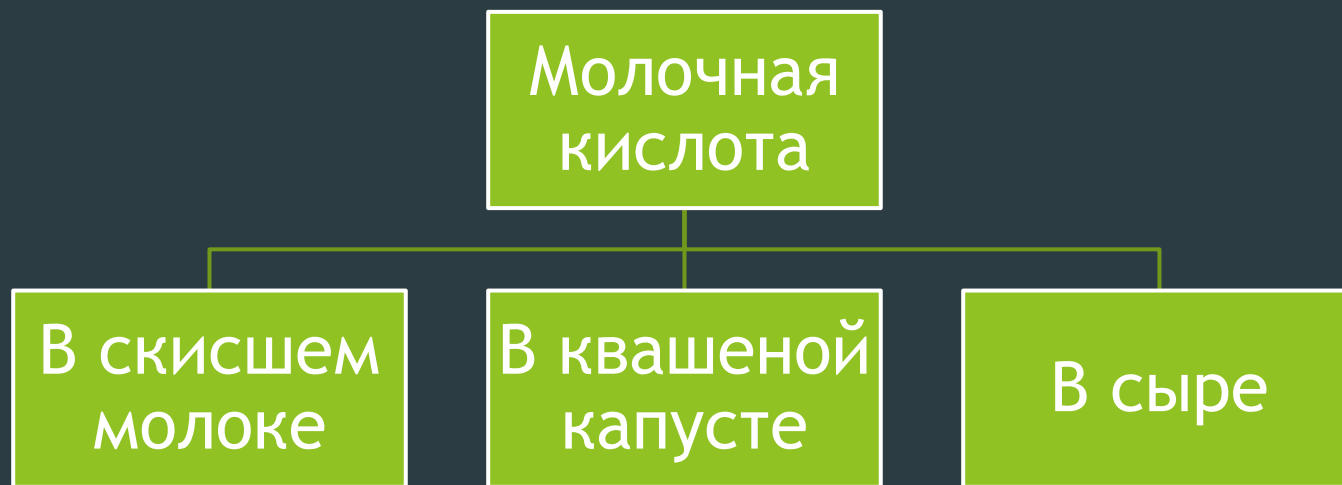 Молочная
кислота
В скисшем
молоке
В квашеной
капусте
В сыре